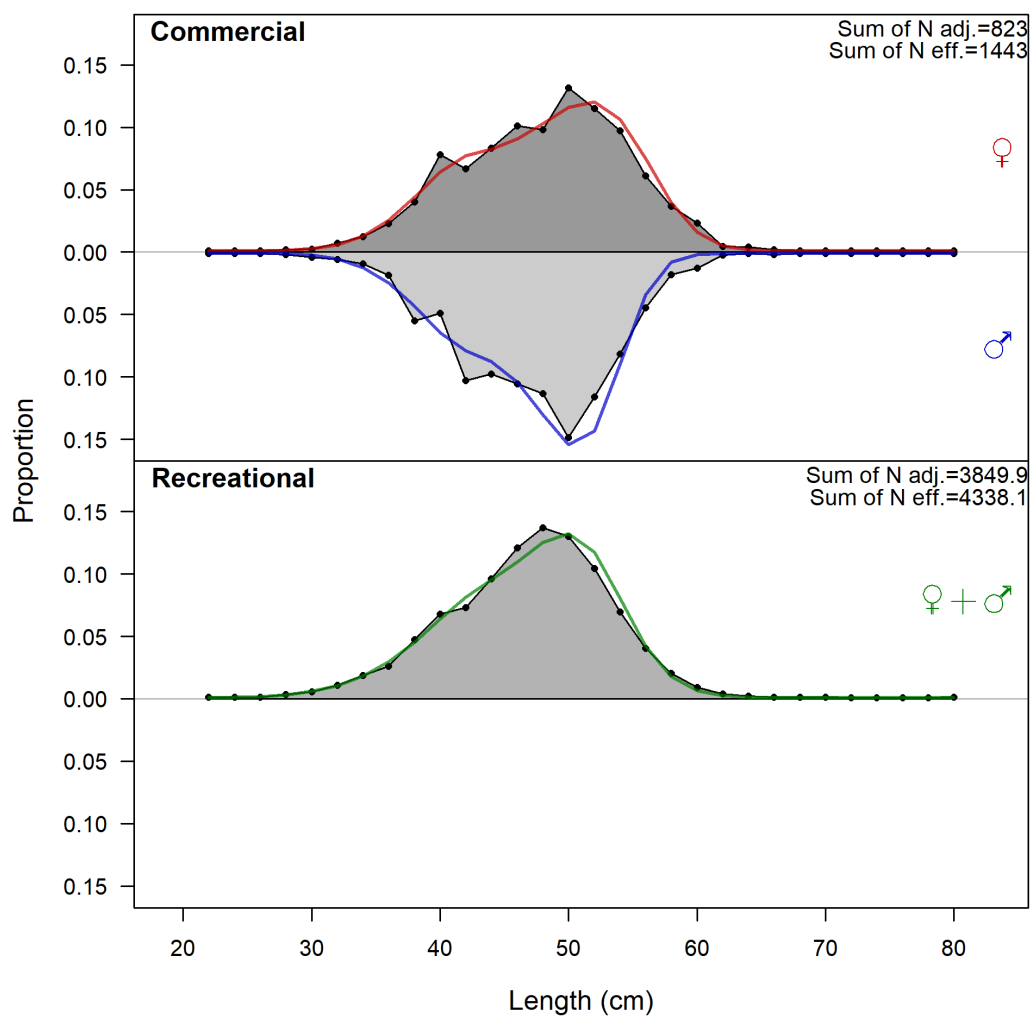 Commercial
Sum of N adj.=823
Sum of N eff.=1443
0.15
0.10
0.05
0.00
0.05
0.10
0.15
♀
♂
Proportion
Recreational
Sum of N adj.=3849.9
Sum of N eff.=4338.1
0.15
0.10
0.05
0.00
0.05
0.10
0.15
♀+♂
20 30 40 50 60 70 80
Length (cm)